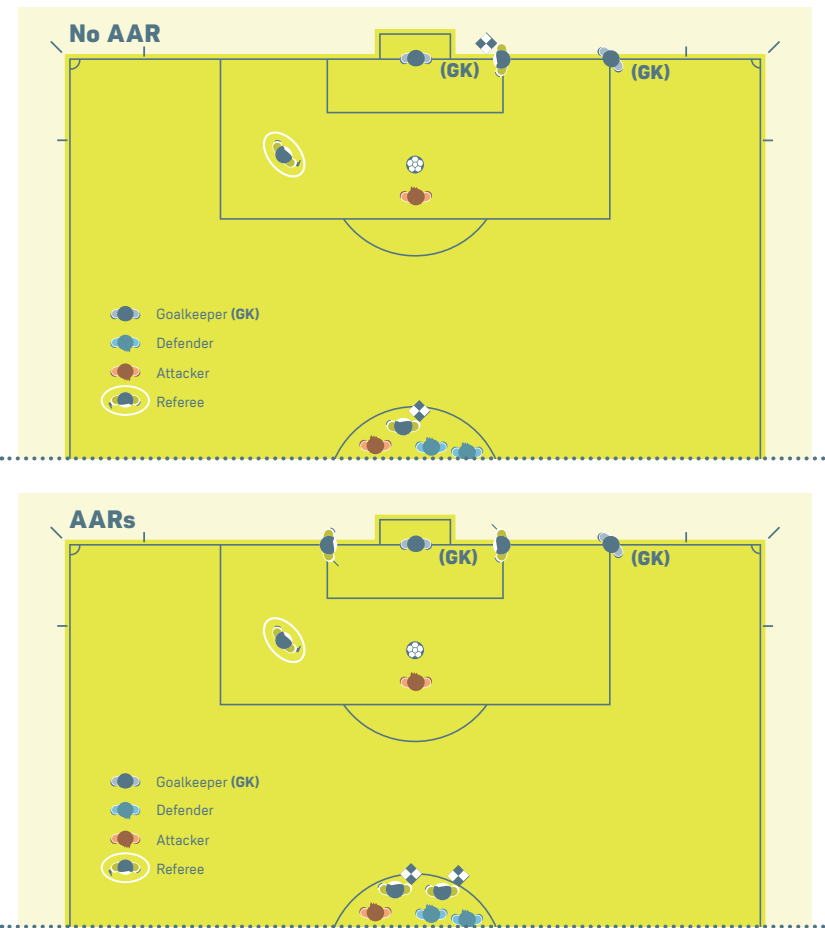 No AAR
(GK)
(GK)
Goalkeeper (GK)
Defender
Attacker
Referee
AARs
(GK)
(GK)
Goalkeeper (GK)
Defender
Attacker
Referee